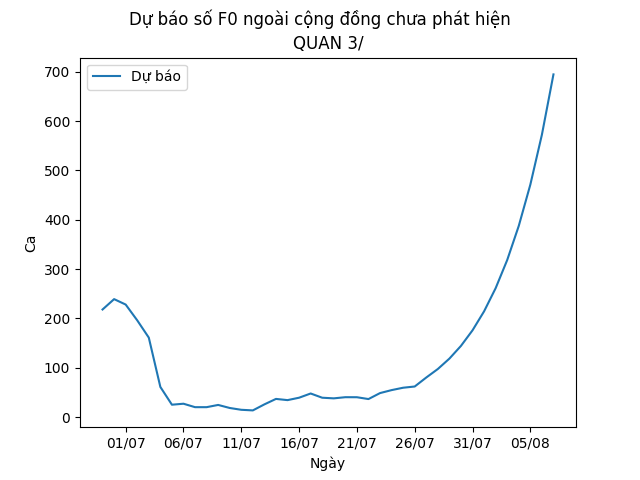 Dự báo số F0 ngoài cộng đồng chưa phát hiện
QUAN 3/
Dự báo
700
600
500
400
300
200
100
0
Ca
01/07 06/07 11/07 16/07 21/07 26/07 31/07 05/08
Ngày